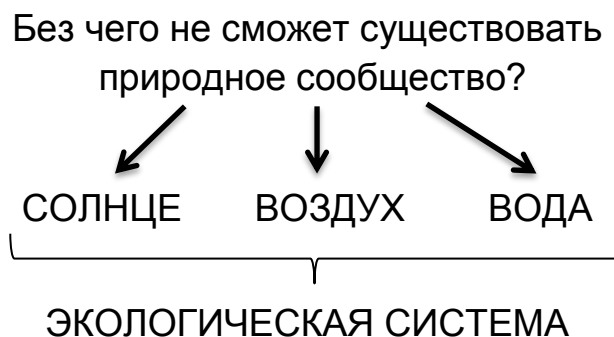 Без чего не сможет существовать
природное сообщество?
СОЛНЦЕ ВОЗДУХ ВОДА
ЭКОЛОГИЧЕСКАЯ СИСТЕМА